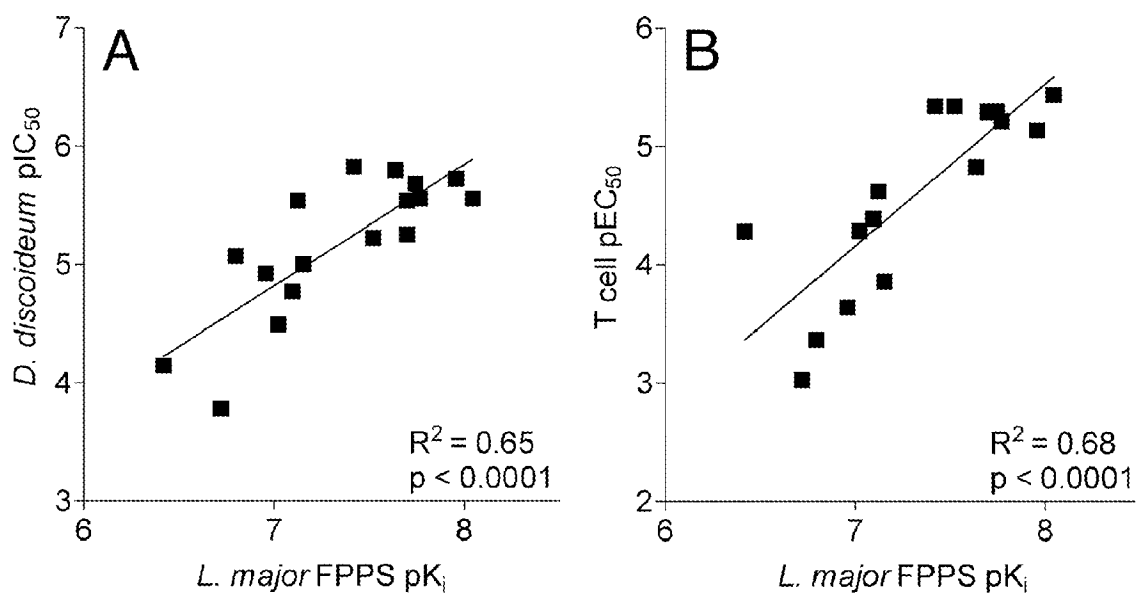 A
D. discoideum pIC₅₀
7
6
5
4
3
R² = 0.65
p < 0.0001
6 7 8
L. major FPPS pKᵢ
B
T cell pEC₅₀
6
5
4
3
2
R² = 0.68
p < 0.0001
6 7 8
L. major FPPS pKᵢ